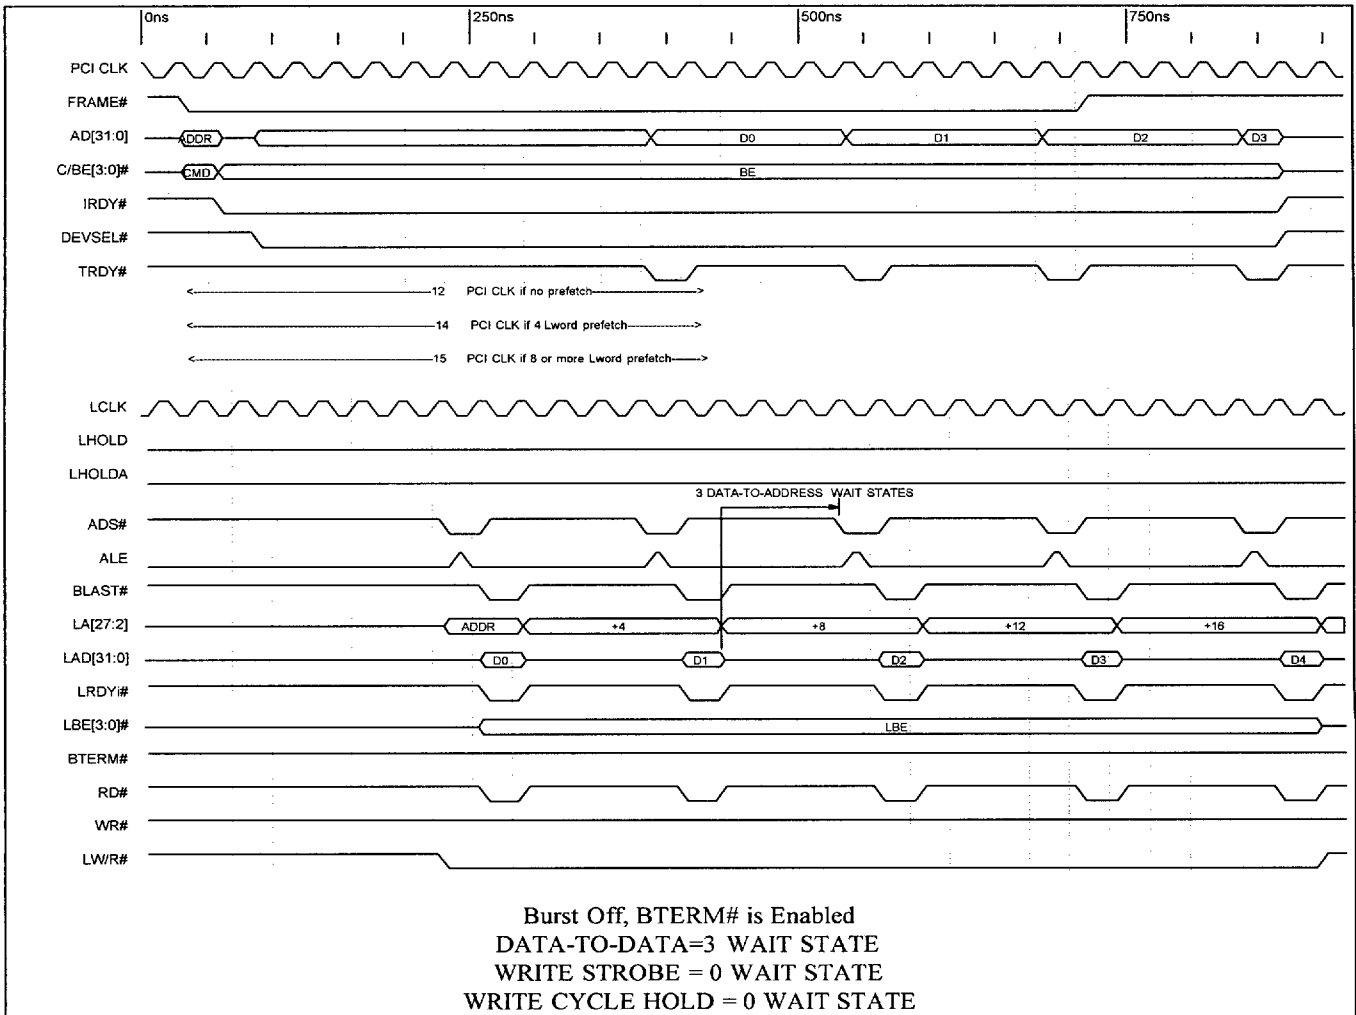 0ns 250ns 500ns 750ns
PCI CLK
FRAME#
AD[31:0] ADDR D0 D1 D2 D3
C/BE[3:0]# CMD BE
IRDY#
DEVSEL#
TRDY#
12 PCI CLK if no prefetch
14 PCI CLK if 4 Lword prefetch
15 PCI CLK if 8 or more Lword prefetch
LCLK
LHOLD
LHOLDA
3 DATA-TO-ADDRESS WAIT STATES
ADS#
ALE
BLAST#
LA[27:2] ADDR +4 +8 +12 +16
LAD[31:0] D0 D1 D2 D3 D4
LRDYi#
LBE[3:0]# LBE
BTERM#
RD#
WR#
LW/R#
Burst Off, BTERM# is Enabled
DATA-TO-DATA=3 WAIT STATE
WRITE STROBE = 0 WAIT STATE
WRITE CYCLE HOLD = 0 WAIT STATE